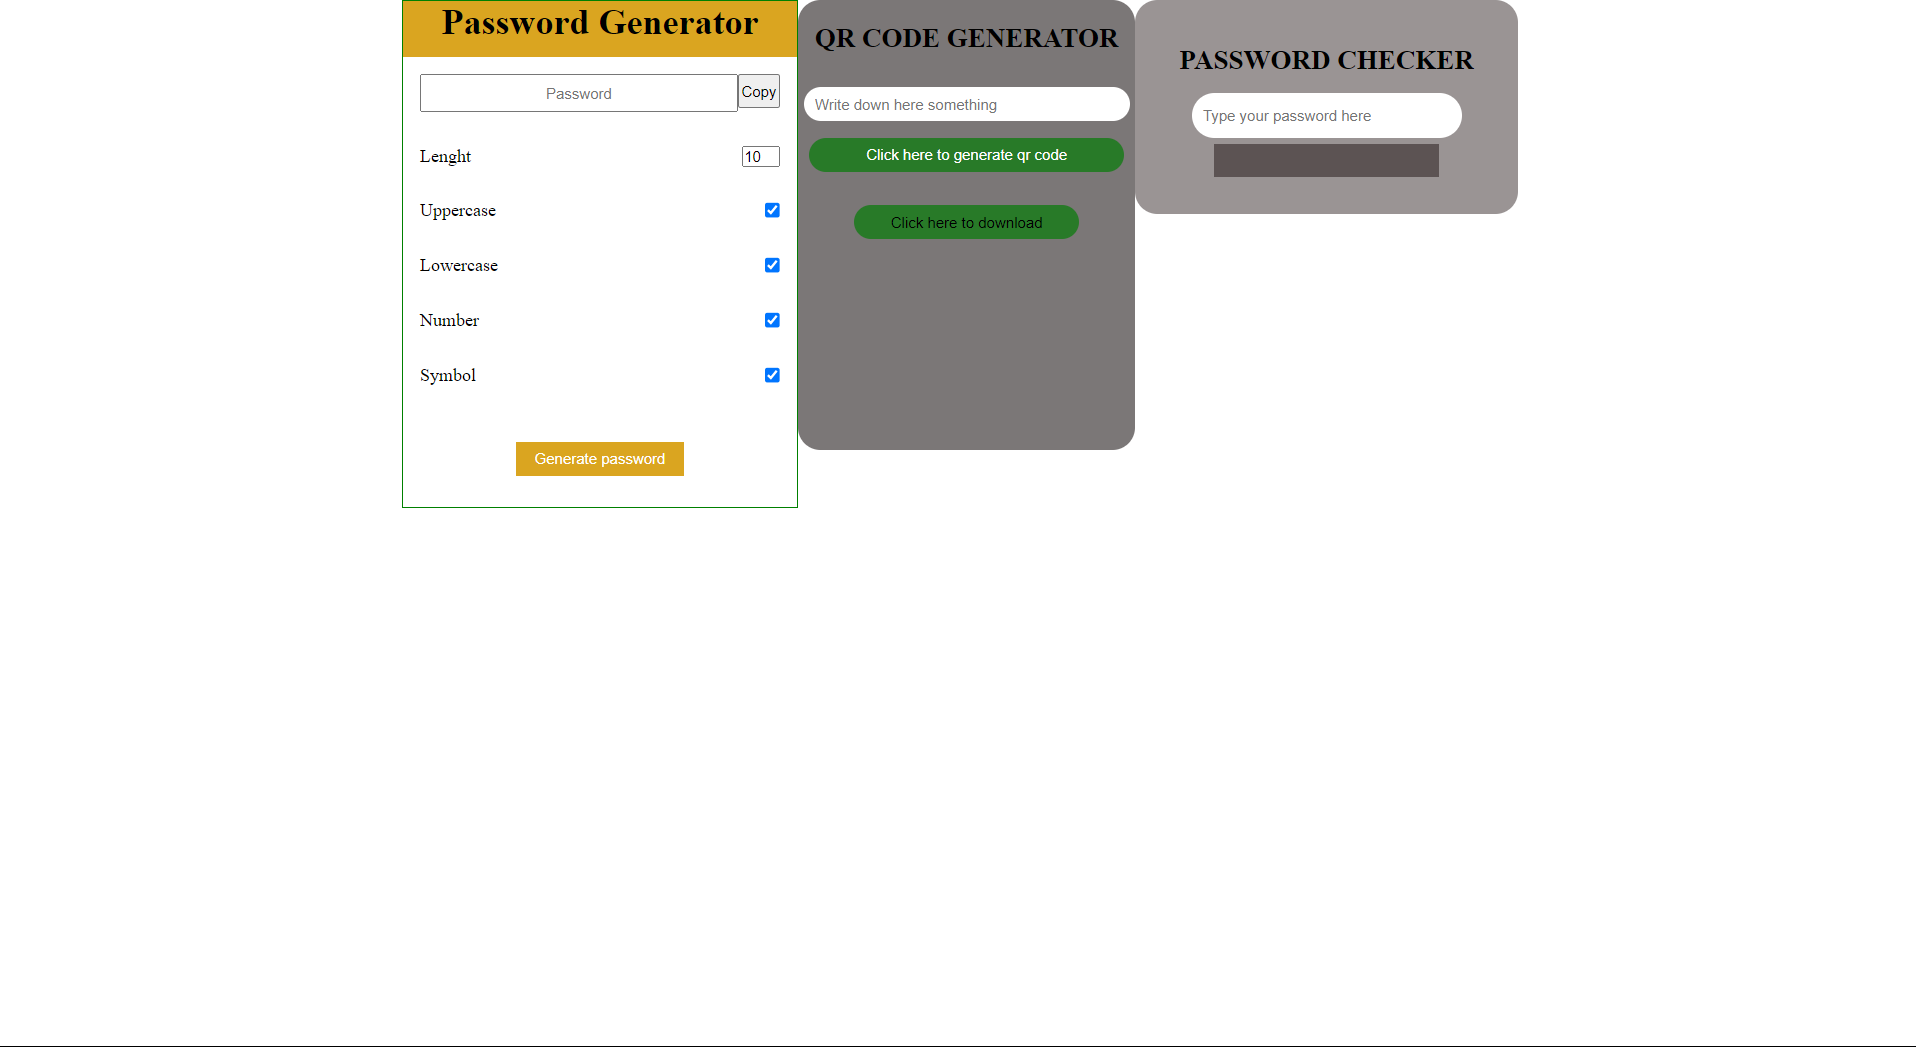 Password Generator
Password
Copy
Lenght
10
Uppercase
Lowercase
Number
Symbol
Generate password
QR CODE GENERATOR
Write down here something
Click here to generate qr code
Click here to download
PASSWORD CHECKER
Type your password here